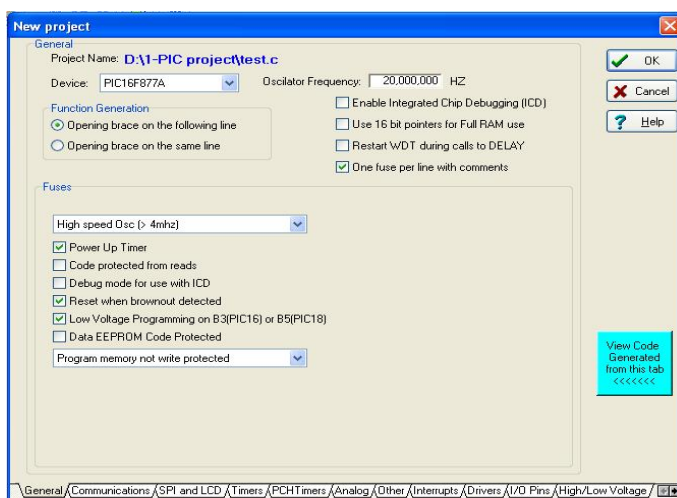 New project
General
Project Name: D:\1-PIC project\test.c
Device: PIC16F877A Oscilator Frequency: 20,000,000 HZ
Function Generation
Opening brace on the following line
Opening brace on the same line
Enable Integrated Chip Debugging (ICD)
Use 16 bit pointers for Full RAM use
Restart WDT during calls to DELAY
One fuse per line with comments
OK
Cancel
Help
Fuses
High speed Osc (> 4mhz)
Power Up Timer
Code protected from reads
Debug mode for use with ICD
Reset when brownout detected
Low Voltage Programming on B3(PIC16) or B5(PIC18)
Data EEPROM Code Protected
Program memory not write protected
View Code
Generated
from this tab
<<<<<<<
General Communications SPI and LCD Timers PCHTimers Analog Other Interrupts Drivers I/O Pins High/Low Voltage